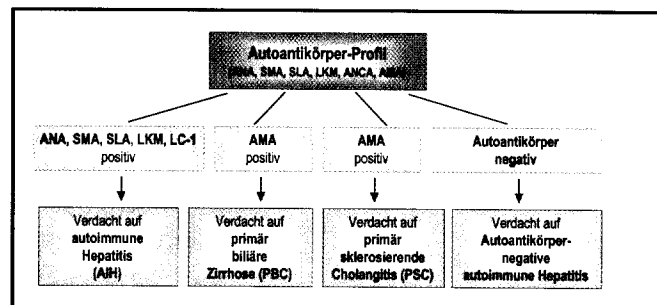 Autoantikörper-Profil
(ANA, SMA, SLA, LKM, ANCA, AMA)
ANA, SMA, SLA, LKM, LC-1
positiv
AMA
positiv
AMA
positiv
Autoantikörper
negativ
Verdacht auf
autoimmune
Hepatitis
(AIH)
Verdacht auf
primär
biliäre
Zirrhose (PBC)
Verdacht auf
primär
sklerosierende
Cholangitis (PSC)
Verdacht auf
Autoantikörper-
negative
autoimmune Hepatitis